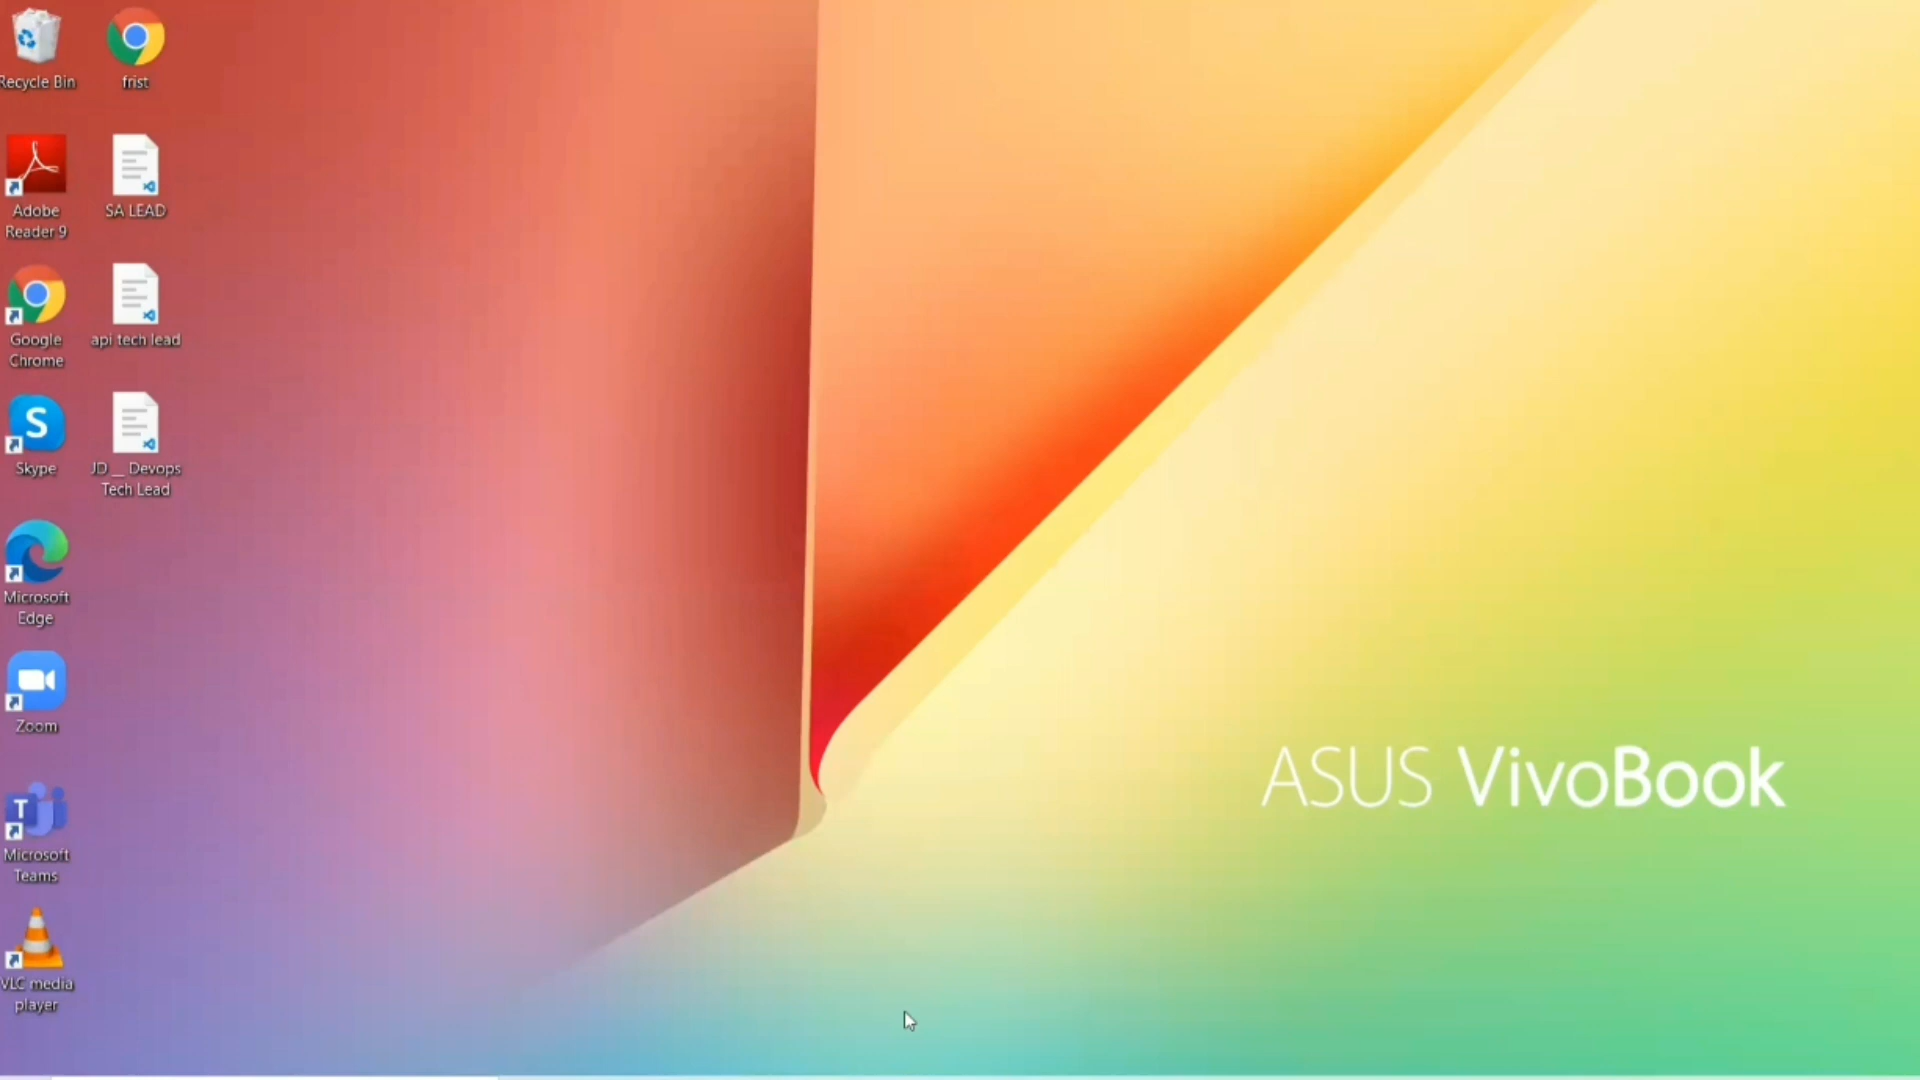 Recycle Bin
frist
Adobe
Reader 9
SA LEAD
Google
Chrome
api tech lead
Skype
JD __ Devops
Tech Lead
Microsoft
Edge
Zoom
Microsoft
Teams
VLC media
player
ASUS VivoBook